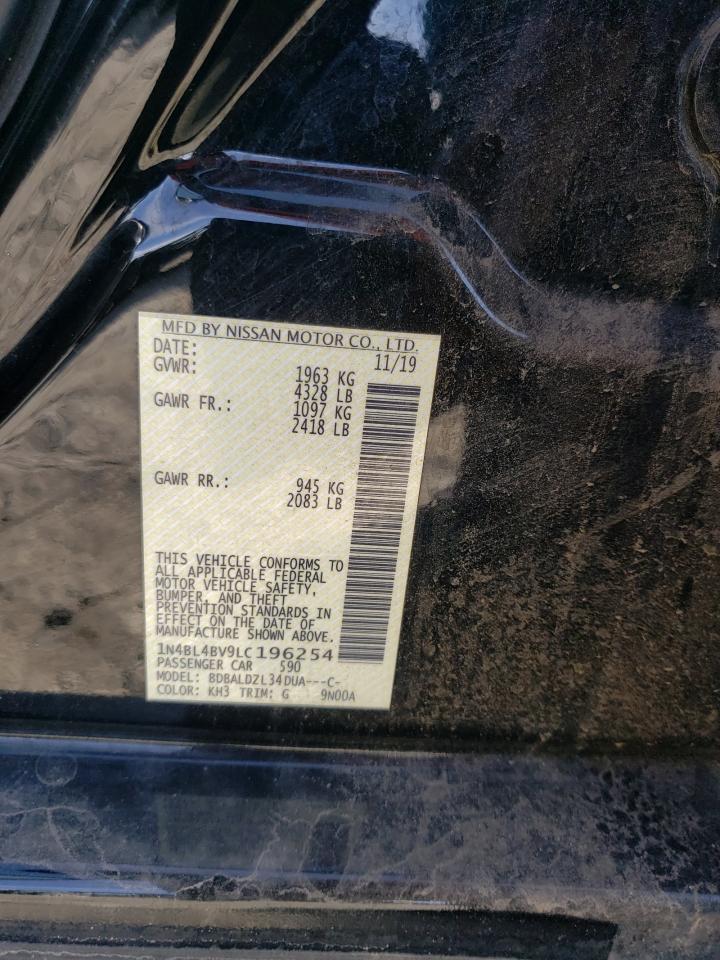 MFD BY NISSAN MOTOR CO., LTD.
DATE: 11/19
GVWR: 1963 KG
4328 LB
GAWR FR.: 1097 KG
2418 LB
GAWR RR.: 945 KG
2083 LB
THIS VEHICLE CONFORMS TO
ALL APPLICABLE FEDERAL
MOTOR VEHICLE SAFETY,
BUMPER, AND THEFT
PREVENTION STANDARDS IN
EFFECT ON THE DATE OF
MANUFACTURE SHOWN ABOVE.
1N4BL4BV9LC196254
PASSENGER CAR 590
MODEL: BDBALDZL34DUA---C-
COLOR: KH3 TRIM: G 9N00A